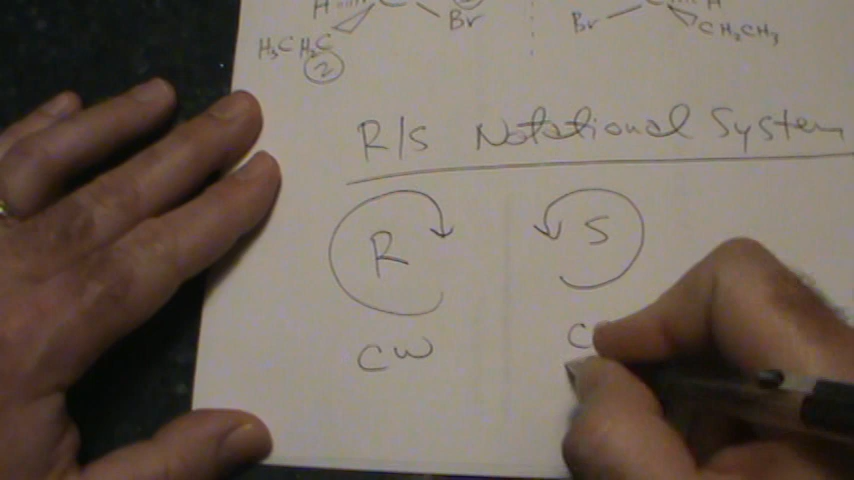 H C Br Br C H
H₃C H₂C CH₂CH₃
2
R/S Notational System
R S
CW C